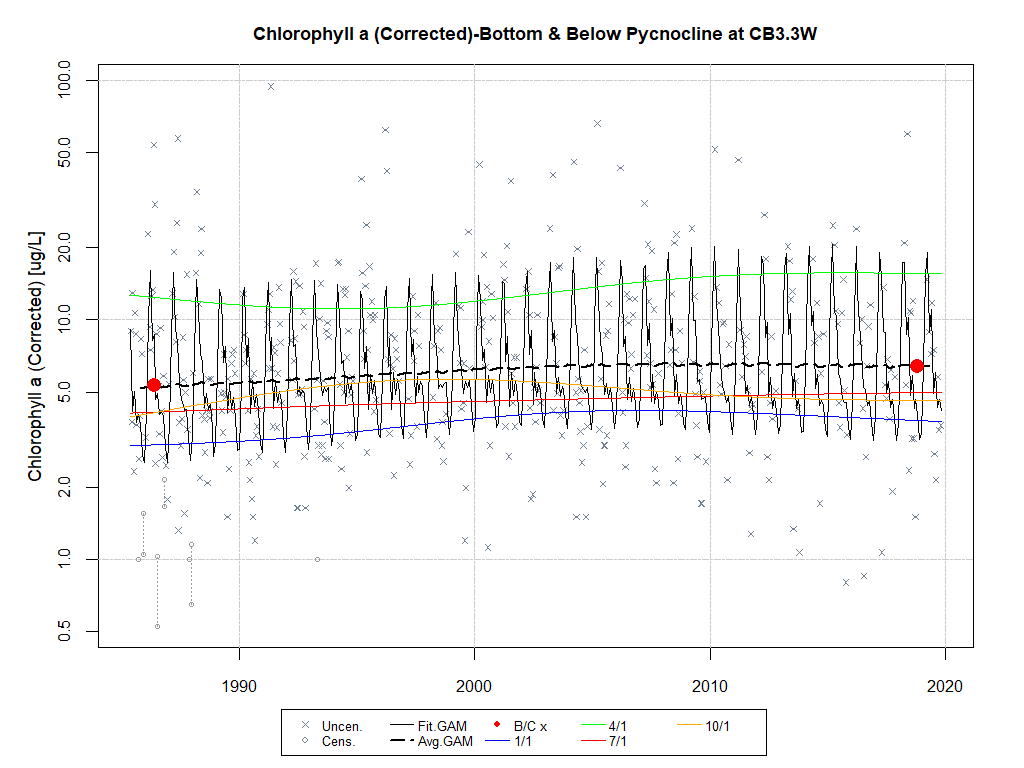 Chlorophyll a (Corrected)-Bottom & Below Pycnocline at CB3.3W
Chlorophyll a (Corrected) [ug/L]
100.0
50.0
20.0
10.0
5.0
2.0
1.0
0.5
1990 2000 2010 2020
Uncen. Fit.GAM B/C x 4/1 10/1
Cens. Avg.GAM 1/1 7/1